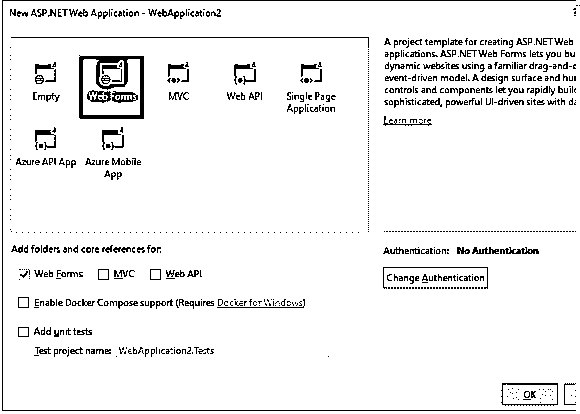 New ASP.NET Web Application - WebApplication2
?
A project template for creating ASP.NET Web
applications. ASP.NET Web Forms lets you bu
dynamic websites using a familiar drag-and-d
event-driven model. A design surface and hun
controls and components let you rapidly build
sophisticated, powerful UI-driven sites with da
Learn more
Empty
Web Forms
MVC
Web API
Single Page
Application
Azure API App
Azure Mobile
App
Add folders and core references for:
Web Forms MVC Web API
Enable Docker Compose support (Requires Docker for Windows)
Add unit tests
Test project name: WebApplication2.Tests
Authentication: No Authentication
Change Authentication
OK